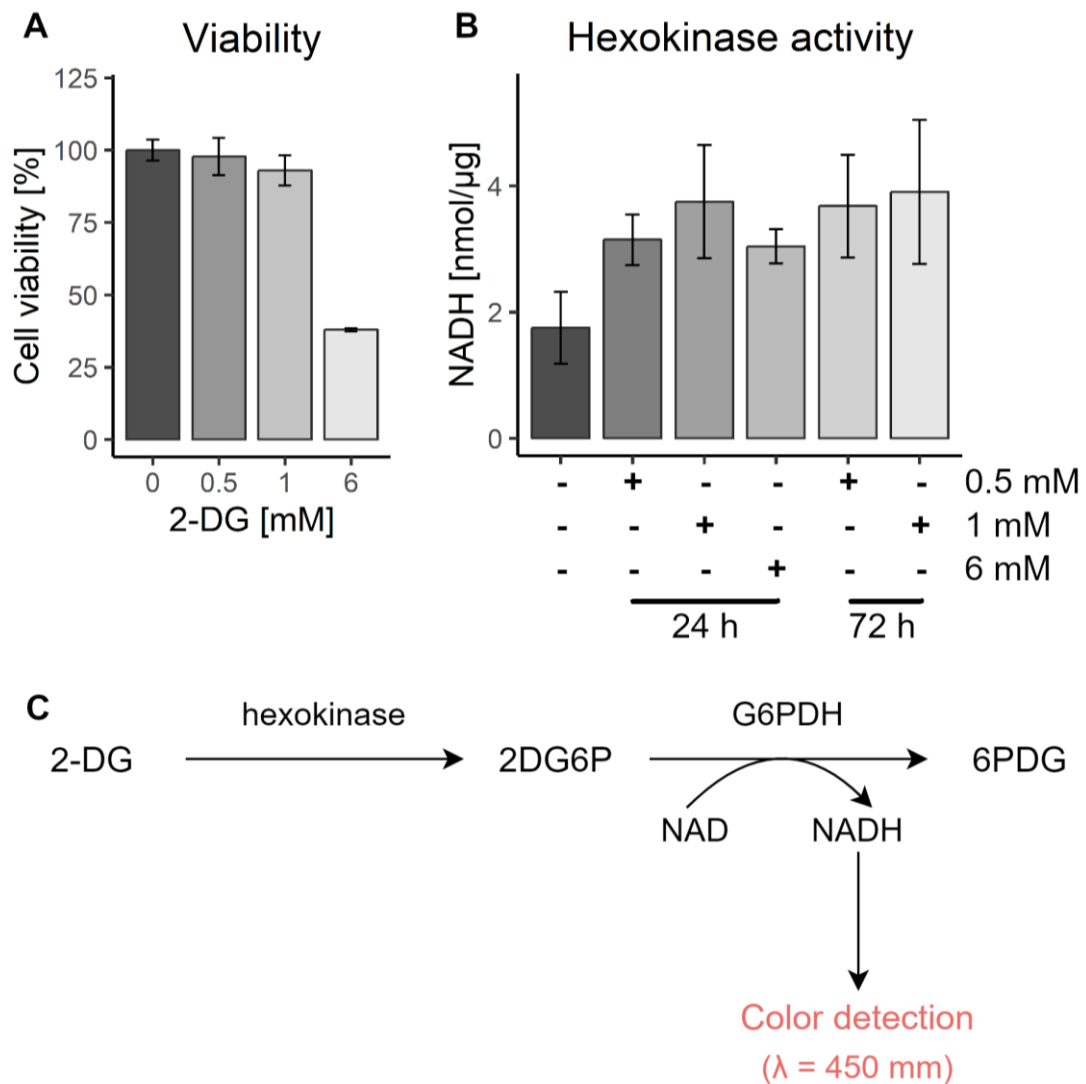 A
Viability
Cell viability [%]
125
100
75
50
25
0
0 0.5 1 6
2-DG [mM]
B
Hexokinase activity
NADH [nmol/µg]
4
2
0
- + - - + - 0.5 mM
- - + - - + 1 mM
- - - + - - 6 mM
24 h 72 h
C
hexokinase G6PDH
2-DG 2DG6P 6PDG
NAD NADH
Color detection
(λ = 450 mm)